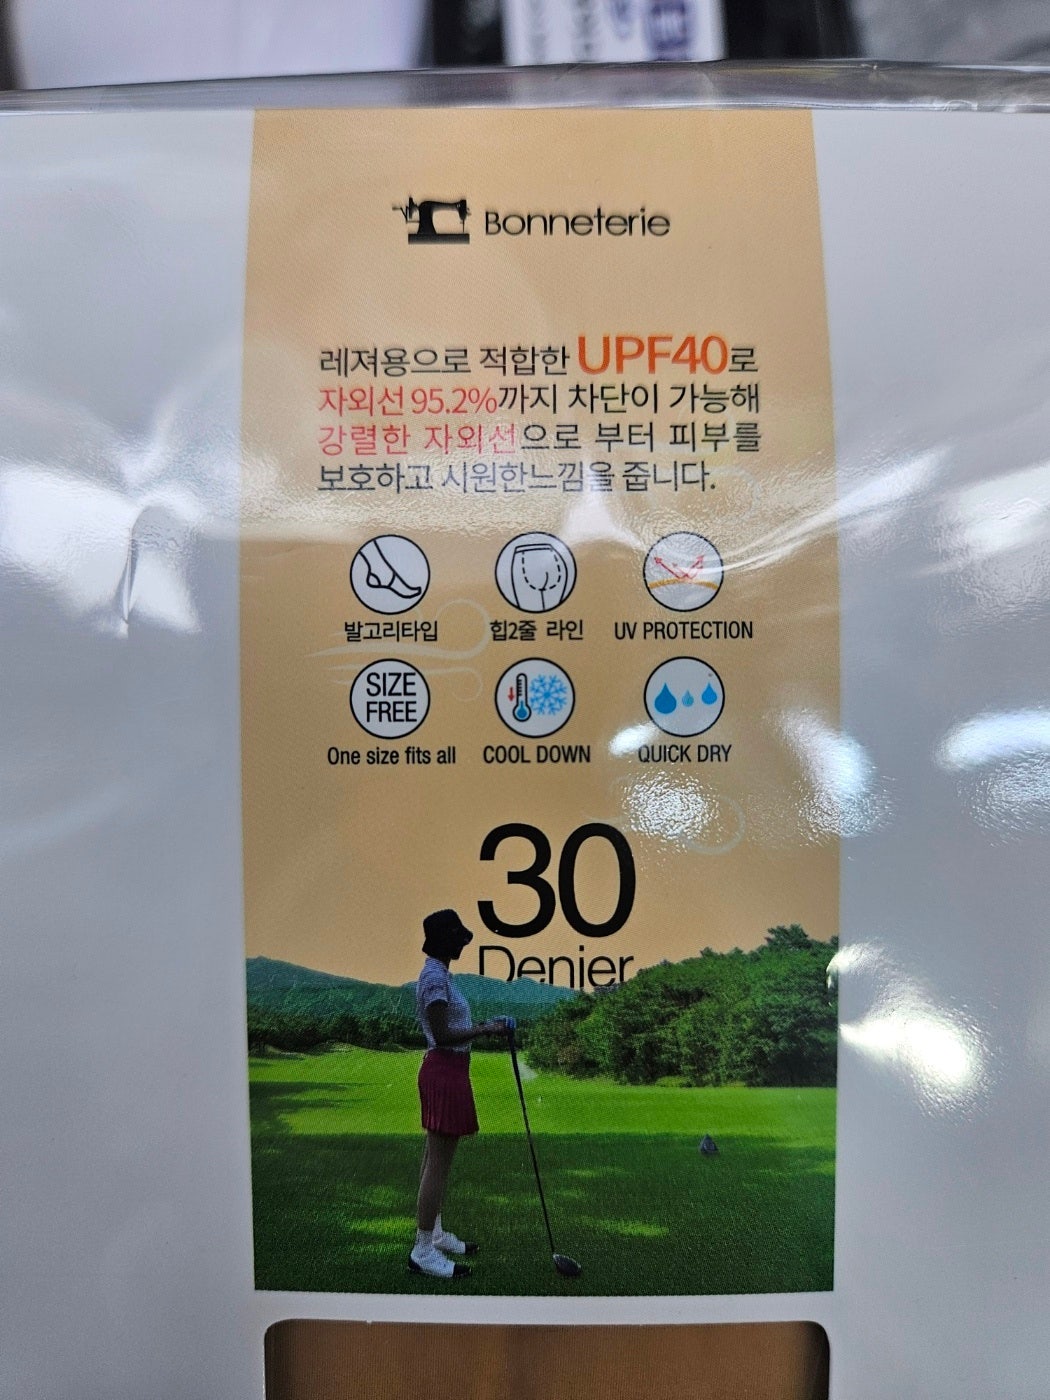 Bonneterie
레져용으로 적합한 UPF40로
자외선 95.2%까지 차단이 가능해
강렬한 자외선으로 부터 피부를
보호하고 시원한느낌을 줍니다.
발고리타입 힙2줄 라인 UV PROTECTION
SIZE
FREE
One size fits all COOL DOWN QUICK DRY
30
Denier